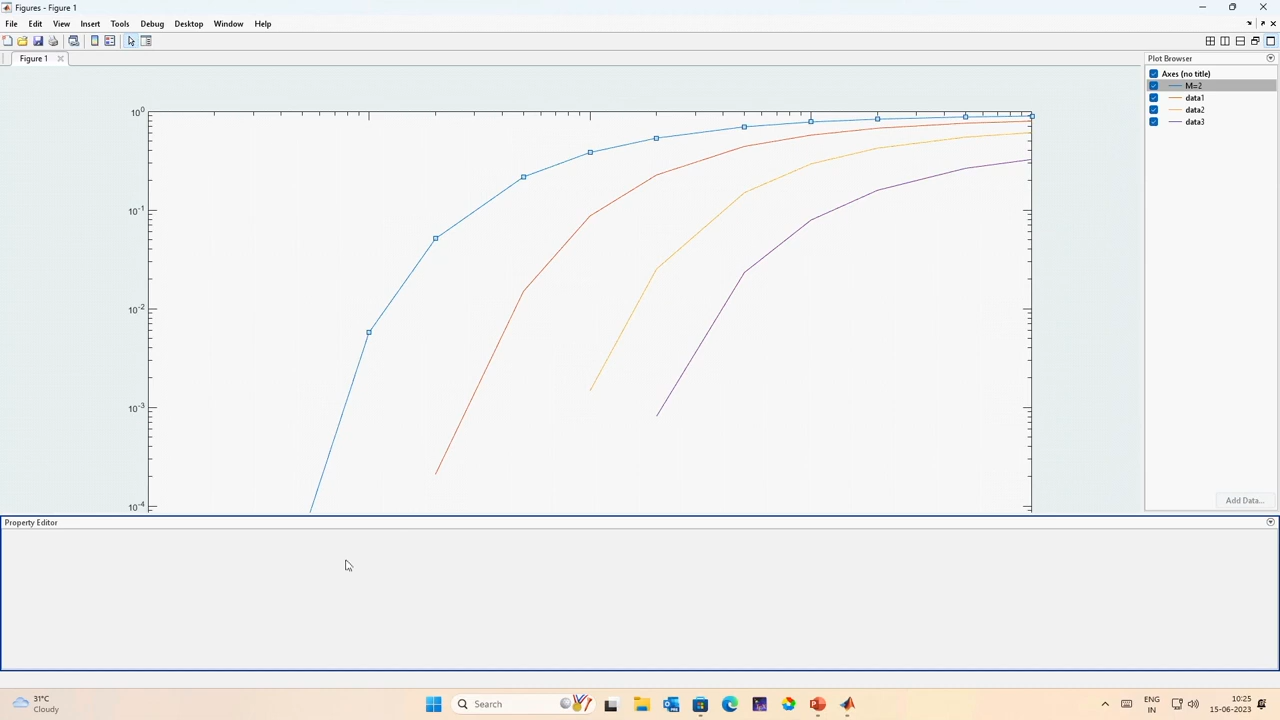 Figures - Figure 1
File Edit View Insert Tools Debug Desktop Window Help
Figure 1
Plot Browser
Axes (no title)
M=2
data1
data2
data3
10^0
10^-1
10^-2
10^-3
10^-4
Add Data...
Property Editor
31°C
Cloudy
Search
ENG
IN
10:25
15-06-2023